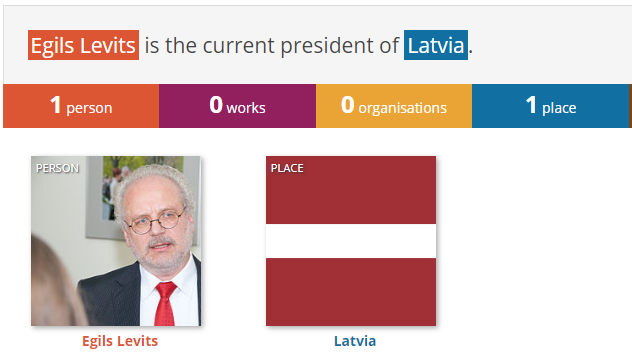 Egils Levits is the current president of Latvia.
1 person 0 works 0 organisations 1 place
PERSON PLACE
Egils Levits Latvia